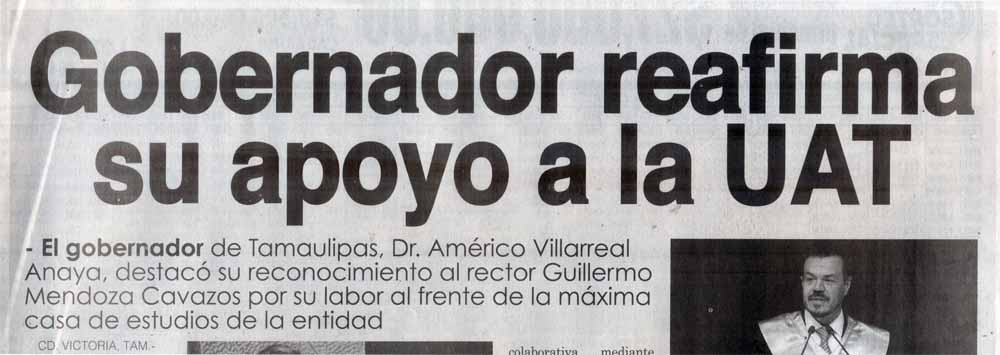 Gobernador reafirma
su apoyo a la UAT
- El gobernador de Tamaulipas, Dr. Américo Villarreal
Anaya, destacó su reconocimiento al rector Guillermo
Mendoza Cavazos por su labor al frente de la máxima
casa de estudios de la entidad
CD. VICTORIA, TAM.-
colaborativa mediante